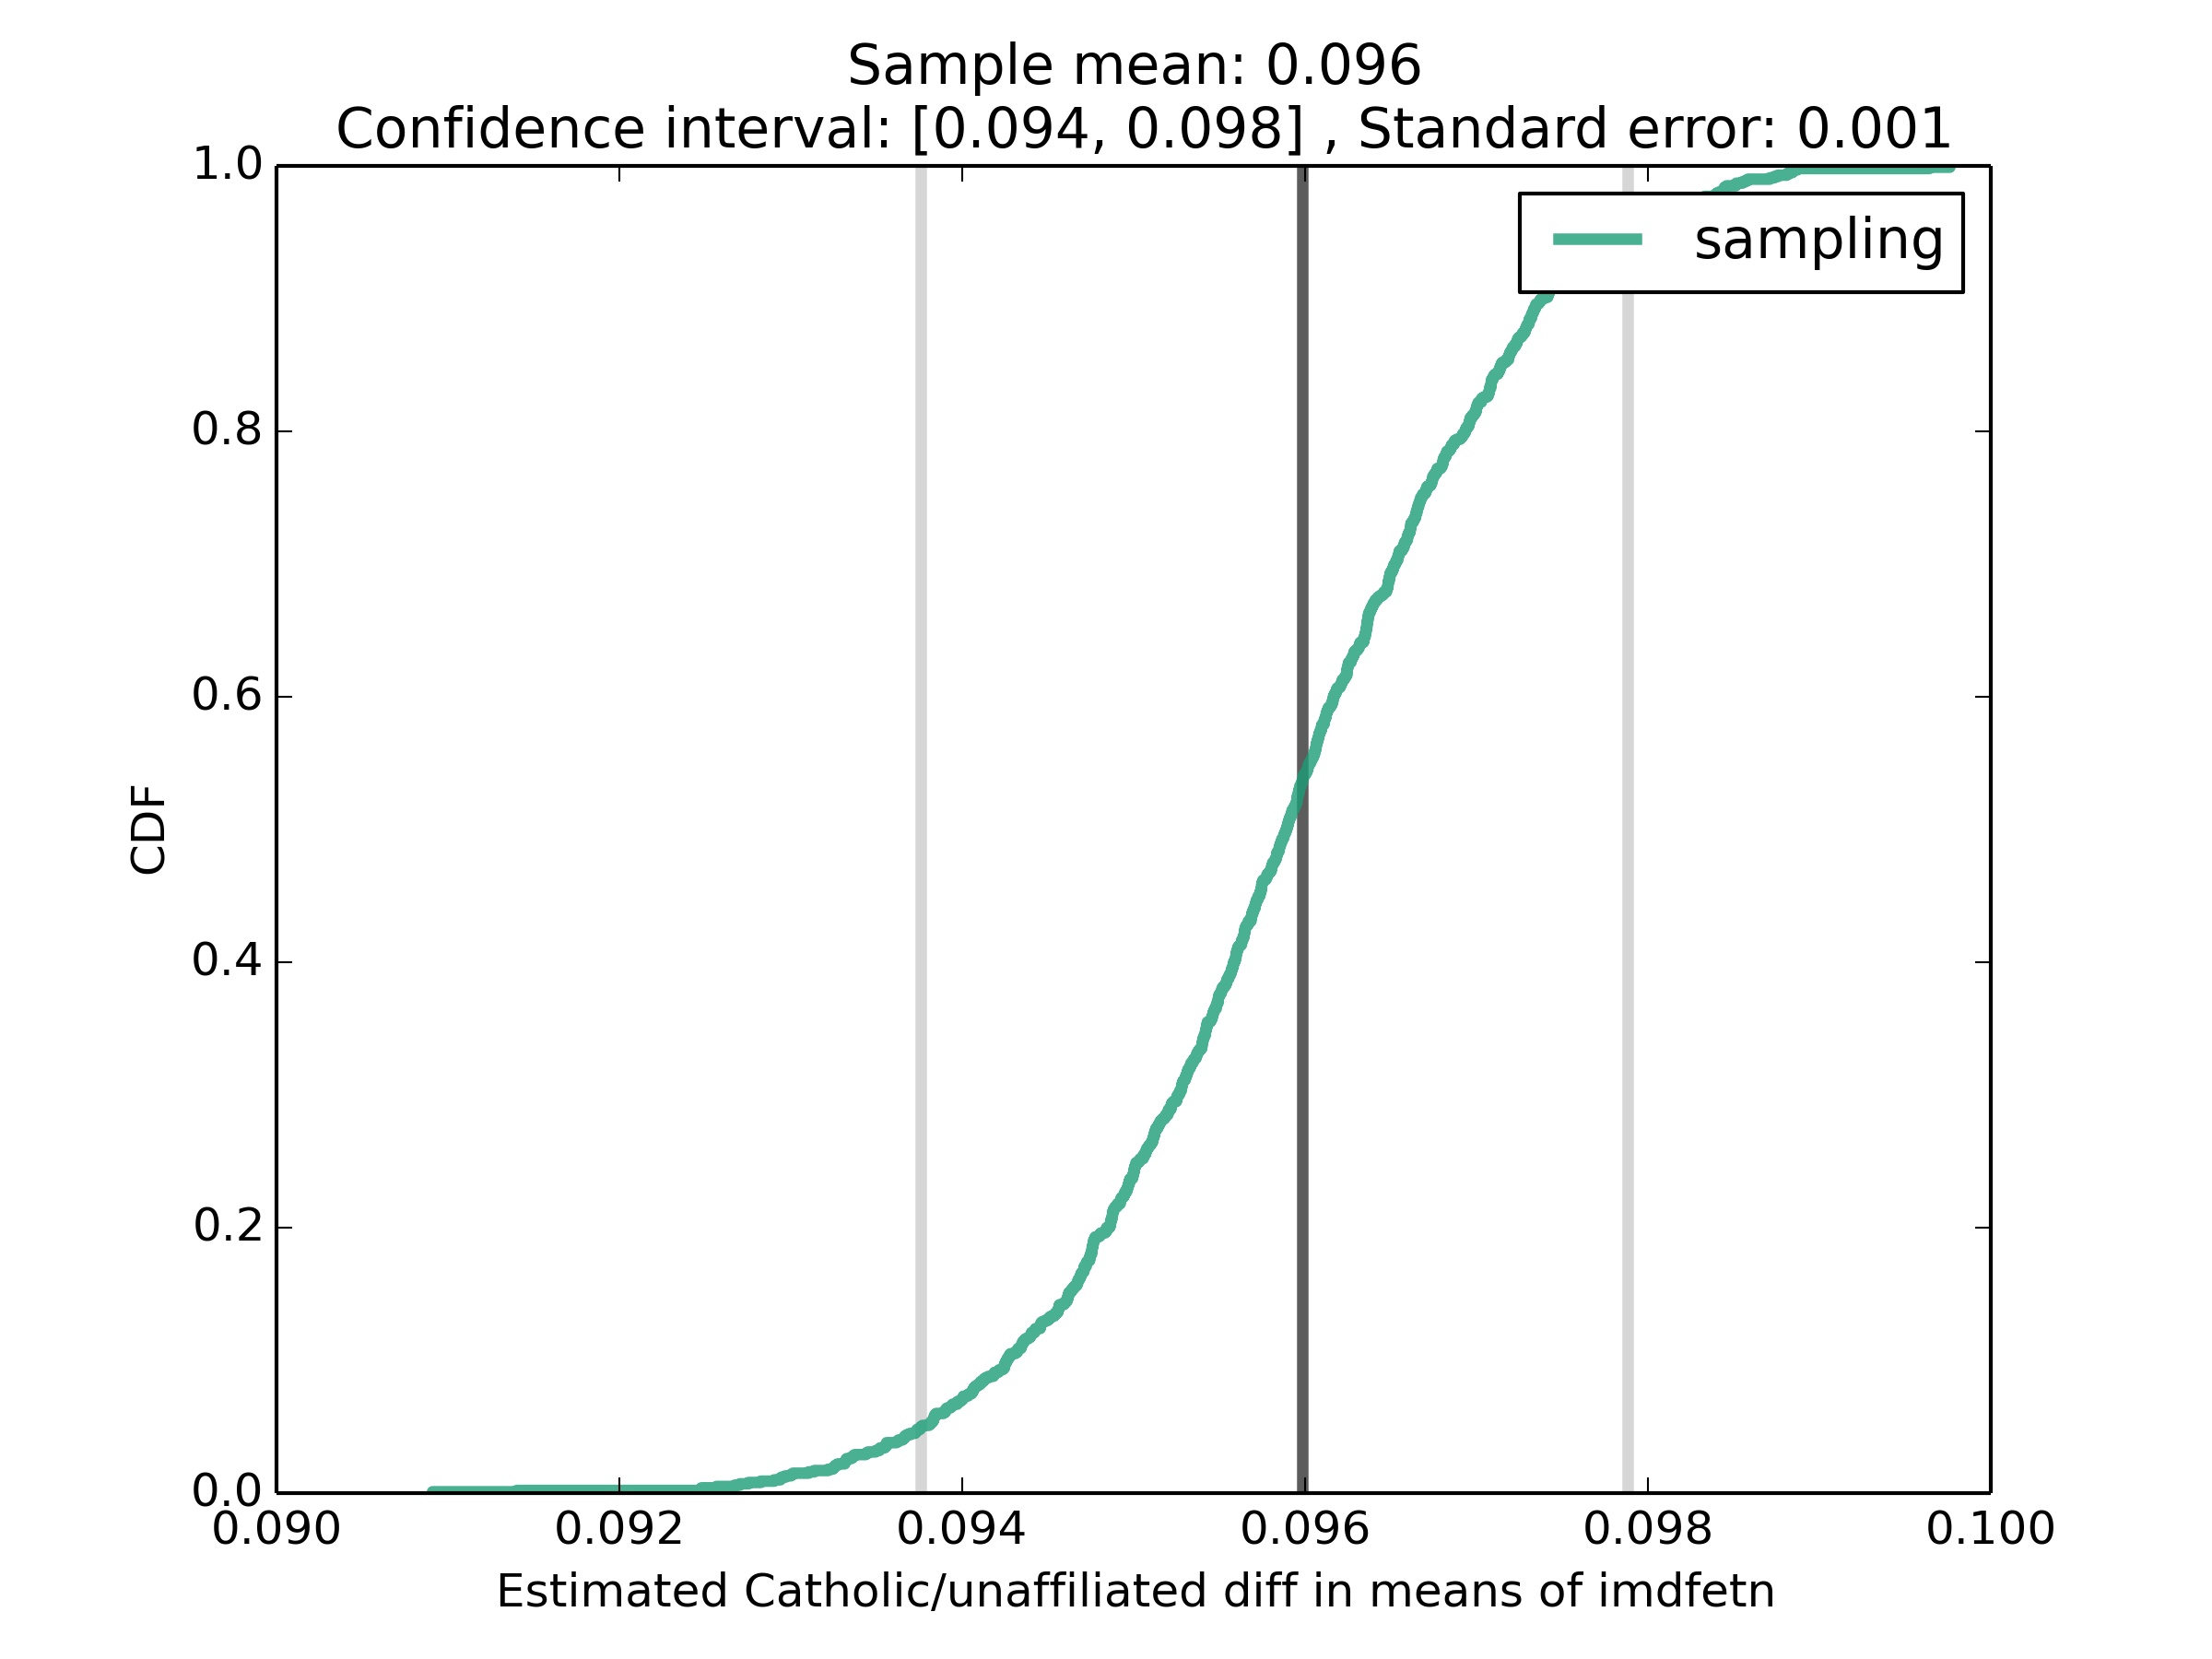 Sample mean: 0.096
Confidence interval: [0.094, 0.098] , Standard error: 0.001
1.0
sampling
0.8
0.6
CDF
0.4
0.2
0.0
0.090 0.092 0.094 0.096 0.098 0.100
Estimated Catholic/unaffiliated diff in means of imdfetn